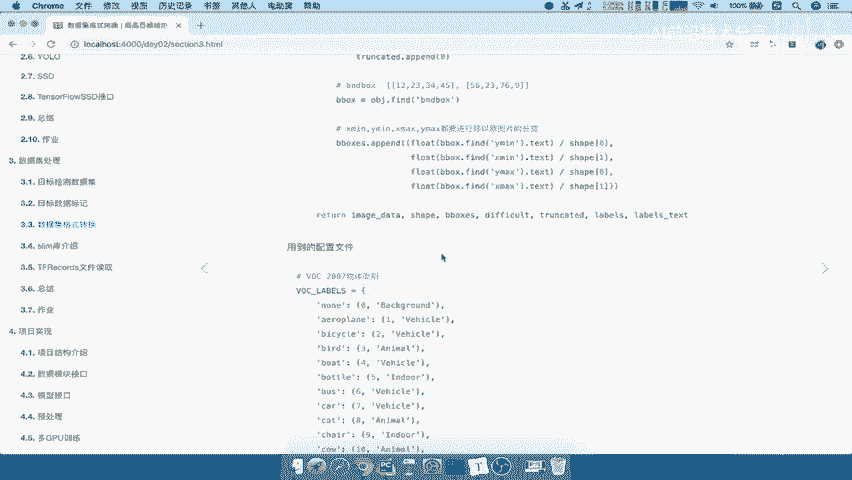 Chrome 文件 修改 视图 历史记录 书签 其他人 电脑窗 帮助
100%
数据集格式转换 | 商品目标检测
localhost:4000/day02/section3.html
2.6. YOLO
2.7. SSD
2.8. TensorFlowSSD接口
2.9. 总结
2.10. 作业
3. 数据集处理
3.1. 目标检测数据集
3.2. 目标数据标记
3.3. 数据集格式转换
3.4. slim库介绍
3.5. TFRecords文件读取
3.6. 总结
3.7. 作业
4. 项目实现
4.1. 项目结构介绍
4.2. 数据模块接口
4.3. 模型接口
4.4. 预处理
4.5. 多GPU训练
truncated.append(0)
# bndbox [[12,23,34,45], [56,23,76,9]]
bbox = obj.find('bndbox')
# xmin,ymin,xmax,ymax都要进行除以原图片的长宽
bboxes.append((float(bbox.find('ymin').text) / shape[0],
float(bbox.find('xmin').text) / shape[1],
float(bbox.find('ymax').text) / shape[0],
float(bbox.find('xmax').text) / shape[1]))
return image_data, shape, bboxes, difficult, truncated, labels, labels_text
用到的配置文件
# VOC 2007物体类别
VOC_LABELS = {
'none': (0, 'Background'),
'aeroplane': (1, 'Vehicle'),
'bicycle': (2, 'Vehicle'),
'bird': (3, 'Animal'),
'boat': (4, 'Vehicle'),
'bottle': (5, 'Indoor'),
'bus': (6, 'Vehicle'),
'car': (7, 'Vehicle'),
'cat': (8, 'Animal'),
'chair': (9, 'Indoor'),
'cow': (10, 'Animal'),